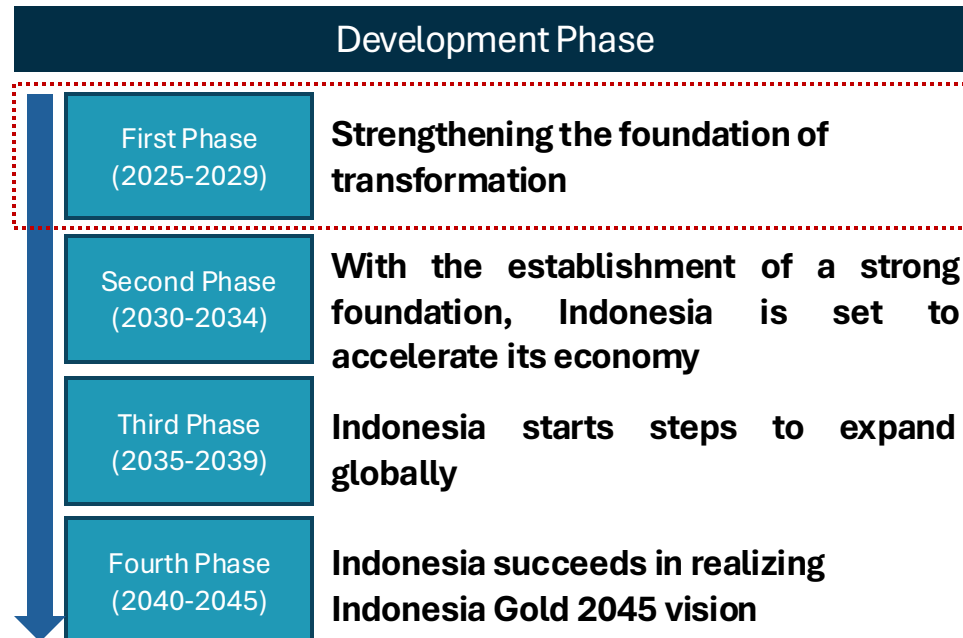 Development Phase
First Phase
(2025-2029)
Strengthening the foundation of
transformation
Second Phase
(2030-2034)
With the establishment of a strong
foundation, Indonesia is set to
accelerate its economy
Third Phase
(2035-2039)
Indonesia starts steps to expand
globally
Fourth Phase
(2040-2045)
Indonesia succeeds in realizing
Indonesia Gold 2045 vision